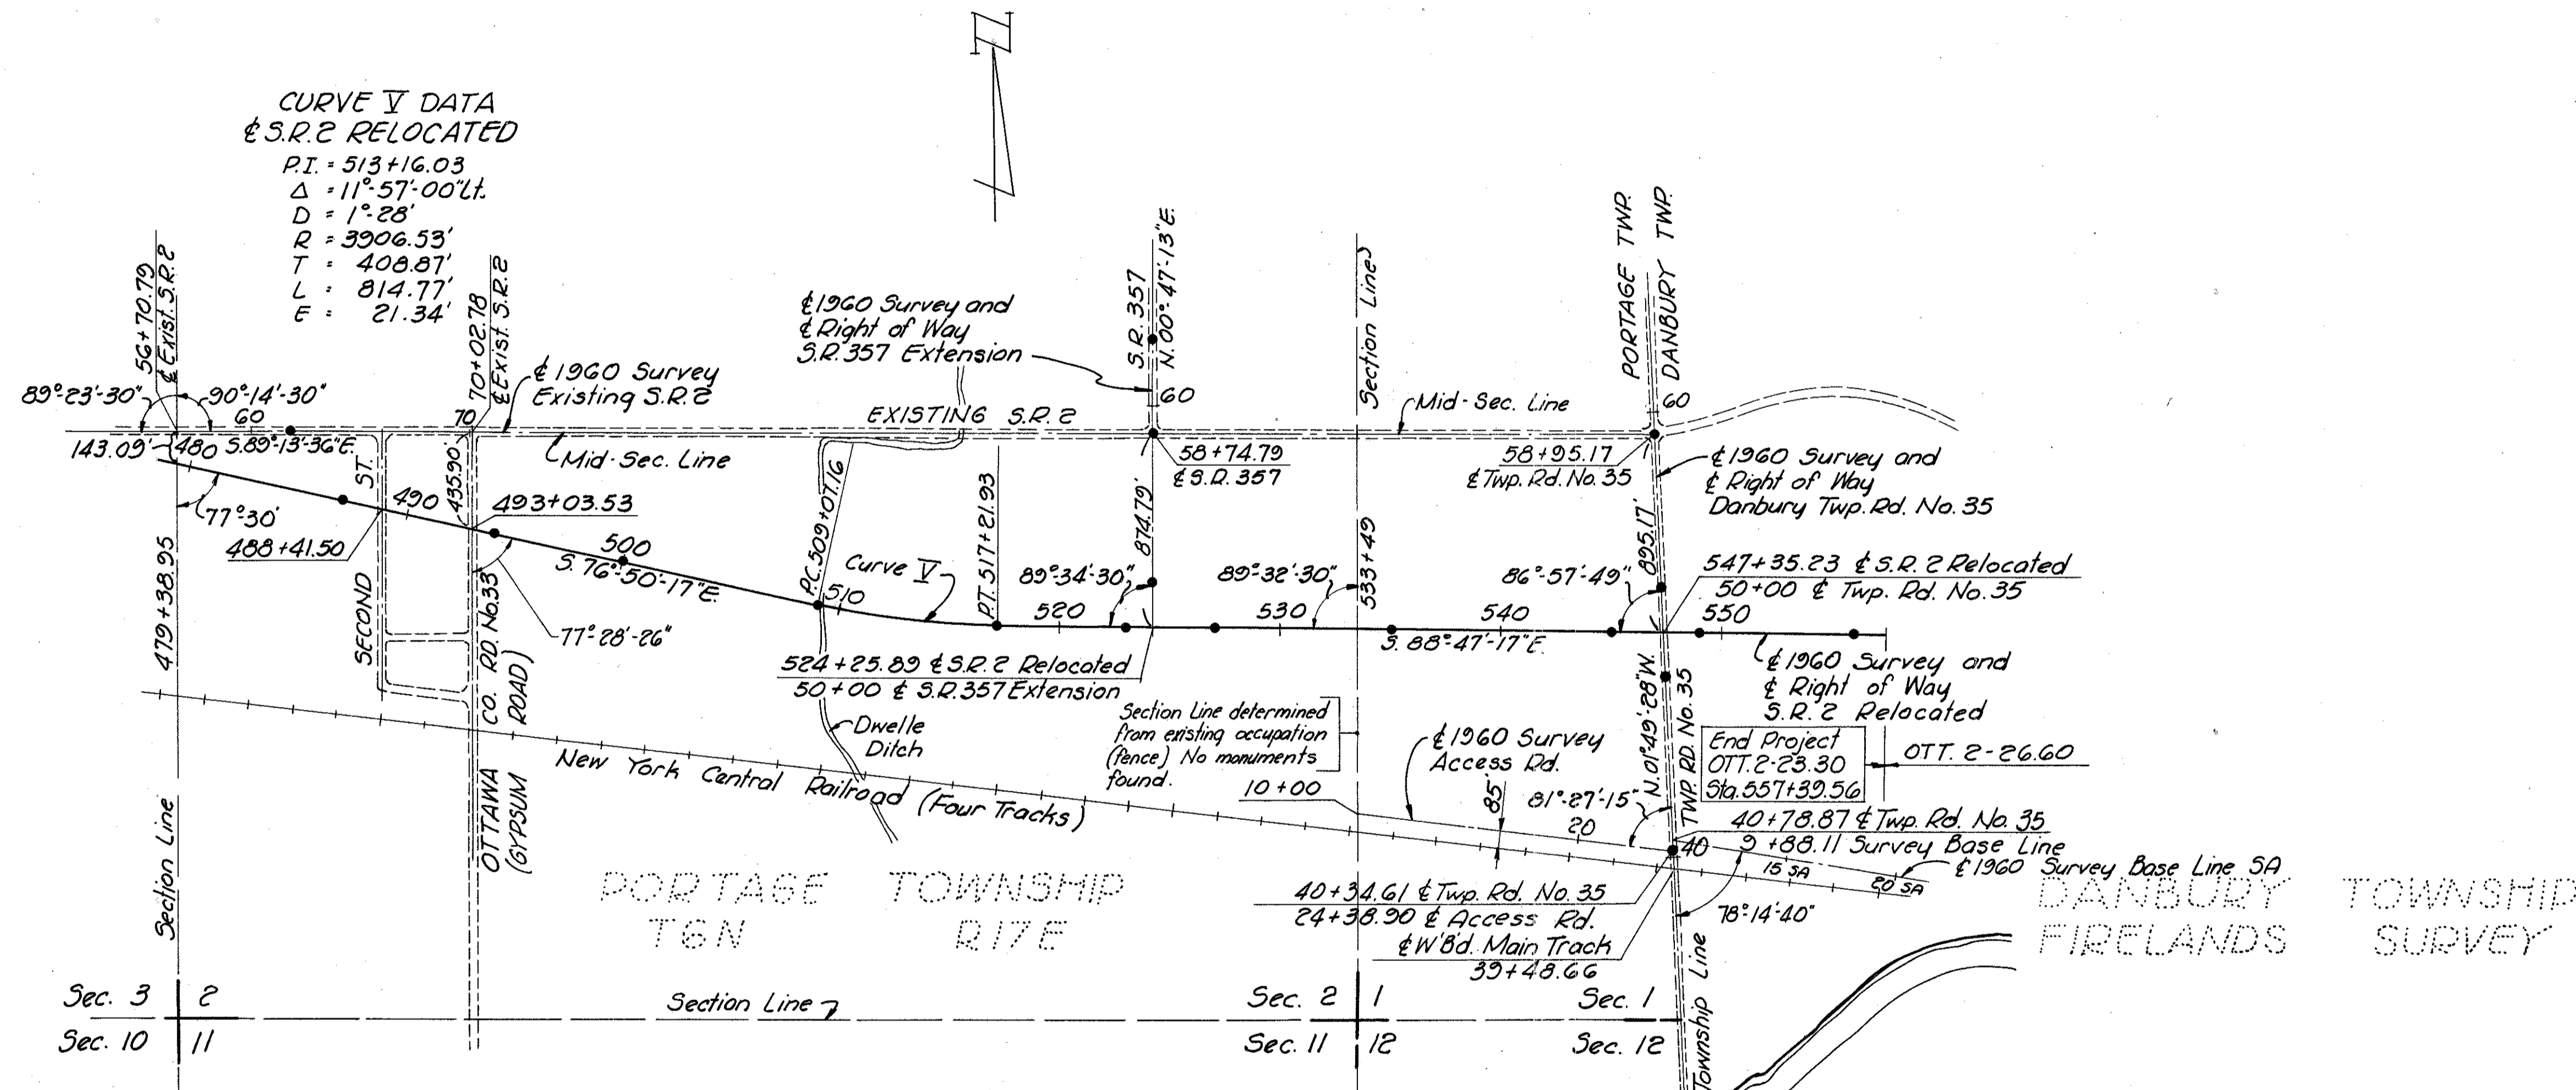 N
CURVE V DATA
℄ S.R.2 RELOCATED
P.I. = 513+16.03
Δ = 11°-57'-00"Lt.
D = 1°-28'
R = 3906.53'
T = 408.87'
L = 814.77'
E = 21.34'
56+70.79
℄ Exist. S.R.2
70+02.78
℄ Exist. S.R.2
89°-23'-30"
90°-14'-30"
60
70
143.09'
480
S.89°-13'-36"E.
℄ 1960 Survey
Existing S.R.2
℄ 1960 Survey and
℄ Right of Way
S.R.357 Extension
EXISTING S.R.2
Mid-Sec. Line
S.R.357
N.00°-47'-13"E.
60
Section Line
Mid-Sec. Line
PORTAGE TWP.
DANBURY TWP.
60
58+74.79
℄ S.R.357
58+95.17
℄ Twp. Rd. No. 35
℄ 1960 Survey and
℄ Right of Way
Danbury Twp. Rd. No. 35
77°30'
479+38.95
SECOND ST.
488+41.50
490
435.90'
493+03.53
500
S. 76°-50'-17"E.
77°-28'-26"
OTTAWA CO. RD. No.33
(GYPSUM ROAD)
P.C. 509+07.16
510
Curve V
P.T. 517+21.93
520
89°34'-30"
874.79'
89°32'-30"
530
533+49
86°-57'-49"
540
S. 88°-47'-17"E.
895.17'
547+35.23 ℄ S.R. 2 Relocated
50+00 ℄ Twp. Rd. No. 35
550
524+25.89 ℄ S.R.2 Relocated
50+00 ℄ S.R.357 Extension
℄ 1960 Survey and
℄ Right of Way
S.R. 2 Relocated
Dwelle
Ditch
New York Central Railroad (Four Tracks)
Section Line determined
from existing occupation
(fence) No monuments
found.
10+00
℄ 1960 Survey
Access Rd.
85'
20
81°-27'-15"
N.01°49'-28"W.
TWP. RD. No. 35
End Project
OTT.2-23.30
Sta.557+39.56
OTT. 2-26.60
40+78.87 ℄ Twp. Rd. No. 35
9+88.11 Survey Base Line
40
15 SA
20 SA
℄ 1960 Survey Base Line SA
40+34.61 ℄ Twp. Rd. No. 35
24+38.90 ℄ Access Rd.
℄ W'B'd. Main Track
39+48.66
78°14'-40"
Section Line
PORTAGE TOWNSHIP
T6N R17E
DANBURY TOWNSHIP
FIRELANDS SURVEY
Sec. 3 2
Sec. 10 11
Section Line
Sec. 2 1
Sec. 11 12
Sec. 1
Sec. 12
Township Line